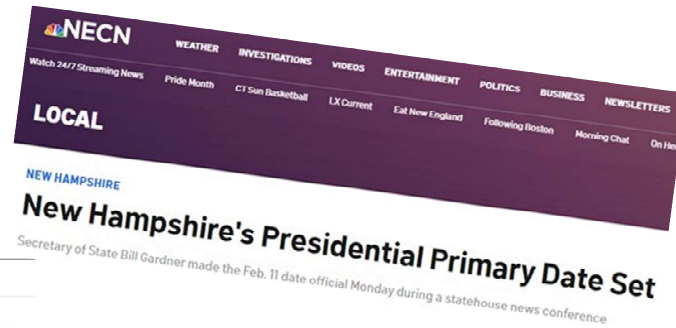 NECN
WEATHER INVESTIGATIONS VIDEOS ENTERTAINMENT POLITICS BUSINESS NEWSLETTERS
Watch 24/7 Streaming News Pride Month CT Sun Basketball LX Current Eat New England Following Boston Morning Chat On
LOCAL
NEW HAMPSHIRE
New Hampshire's Presidential Primary Date Set
Secretary of State Bill Gardner made the Feb. 11 date official Monday during a statehouse news conference